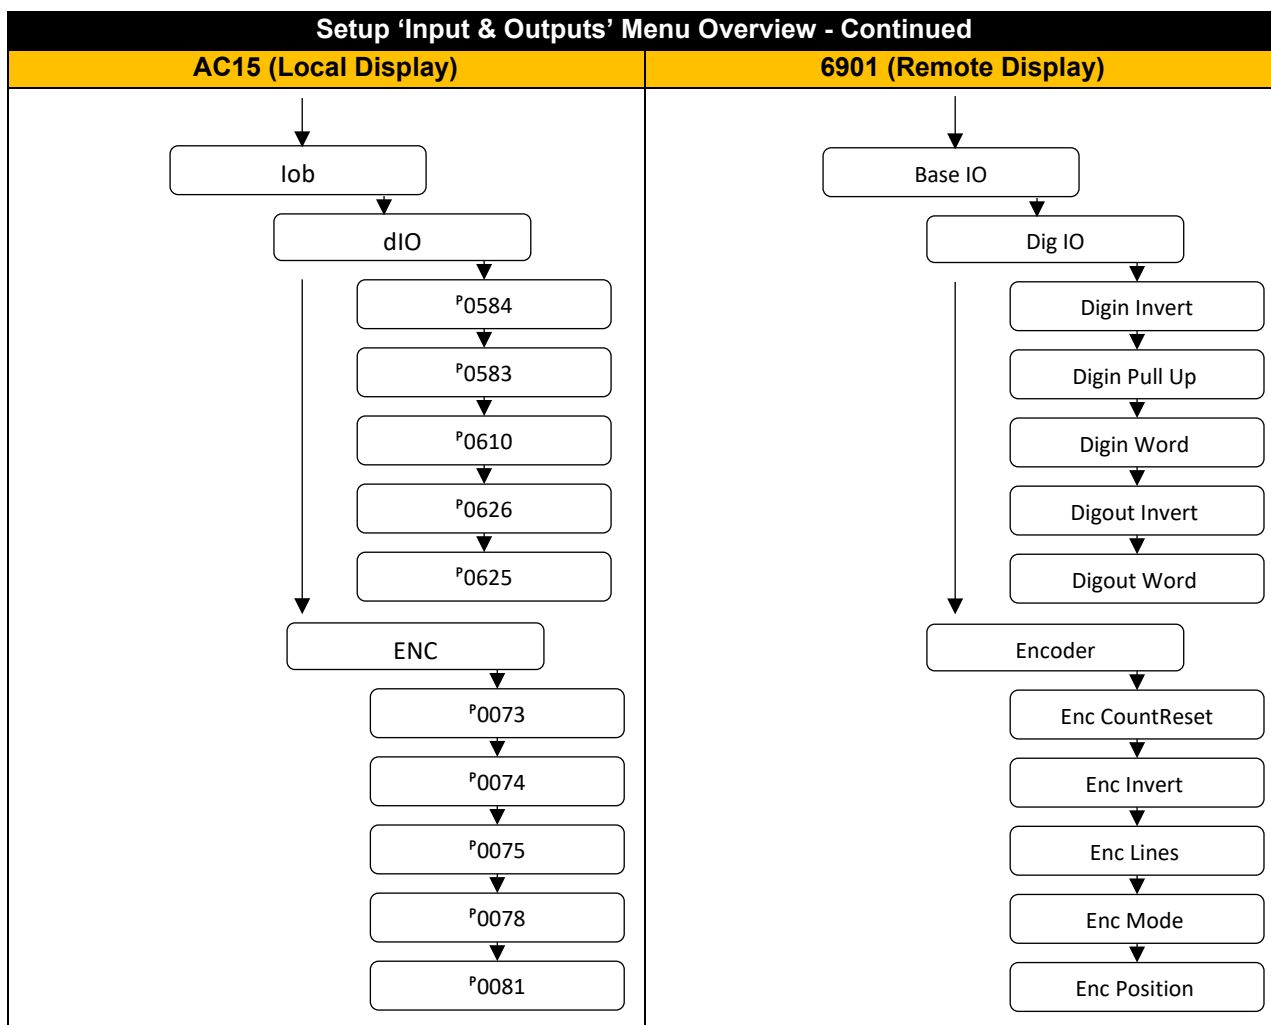 Setup ‘Input & Outputs’ Menu Overview - Continued
AC15 (Local Display)
Iob
dIO
ᴾ0584
ᴾ0583
ᴾ0610
ᴾ0626
ᴾ0625
ENC
ᴾ0073
ᴾ0074
ᴾ0075
ᴾ0078
ᴾ0081
6901 (Remote Display)
Base IO
Dig IO
Digin Invert
Digin Pull Up
Digin Word
Digout Invert
Digout Word
Encoder
Enc CountReset
Enc Invert
Enc Lines
Enc Mode
Enc Position